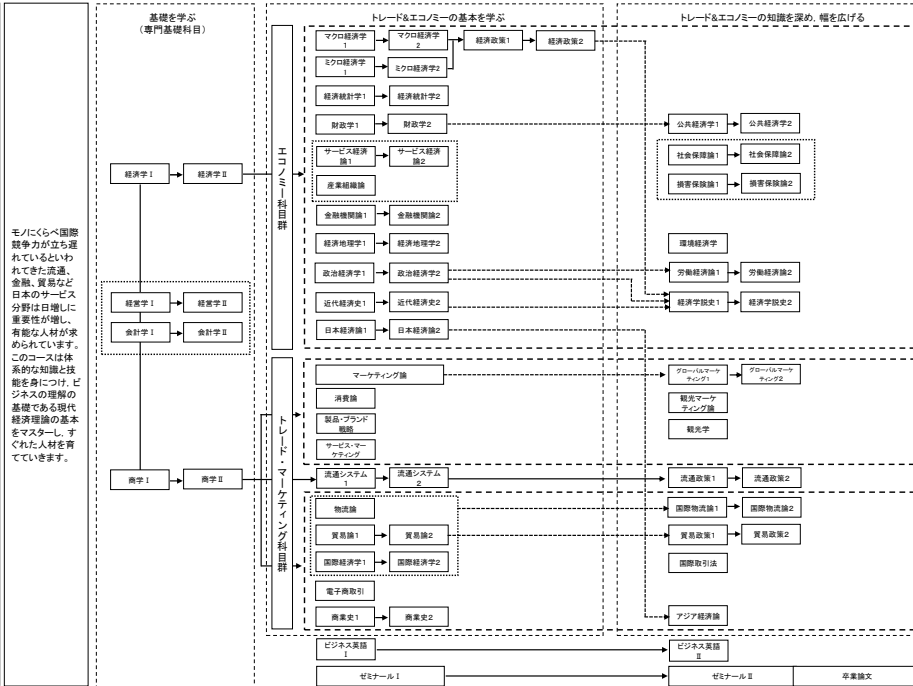 モノにくらべ国際
競争力が立ち遅
れているといわ
れてきた流通、
金融、貿易など
日本のサービス
分野は日増しに
重要性が増し、
有能な人材が求
められています。
このコースは体
系的な知識と技
能を身につけ，ビ
ジネスの理解の
基礎である現代
経済理論の基本
をマスターし，す
ぐれた人材を育
てていきます。
基礎を学ぶ
（専門基礎科目）
経済学Ⅰ
経済学Ⅱ
経営学Ⅰ
経営学Ⅱ
会計学Ⅰ
会計学Ⅱ
商学Ⅰ
商学Ⅱ
トレード&エコノミーの基本を学ぶ
トレード&エコノミーの知識を深め，幅を広げる
エコノミー科目群
マクロ経済学
1
マクロ経済学
2
経済政策1
経済政策2
ミクロ経済学
1
ミクロ経済学2
経済統計学1
経済統計学2
財政学1
財政学2
公共経済学1
公共経済学2
サービス経済
論1
サービス経済
論2
社会保障論1
社会保障論2
産業組織論
損害保険論1
損害保険論2
金融機関論1
金融機関論2
経済地理学1
経済地理学2
環境経済学
政治経済学1
政治経済学2
労働経済論1
労働経済論2
近代経済史1
近代経済史2
経済学説史1
経済学説史2
日本経済論1
日本経済論2
トレード・マーケティング科目群
マーケティング論
グローバルマーケ
ティング1
グローバルマーケ
ティング2
消費論
観光マーケ
ティング論
製品・ブランド
戦略
観光学
サービス・マー
ケティング
流通システム
1
流通システム
2
流通政策1
流通政策2
物流論
国際物流論1
国際物流論2
貿易論1
貿易論2
貿易政策1
貿易政策2
国際経済学1
国際経済学2
国際取引法
電子商取引
商業史1
商業史2
アジア経済論
ビジネス英語
Ⅰ
ビジネス英語
Ⅱ
ゼミナールⅠ
ゼミナールⅡ
卒業論文